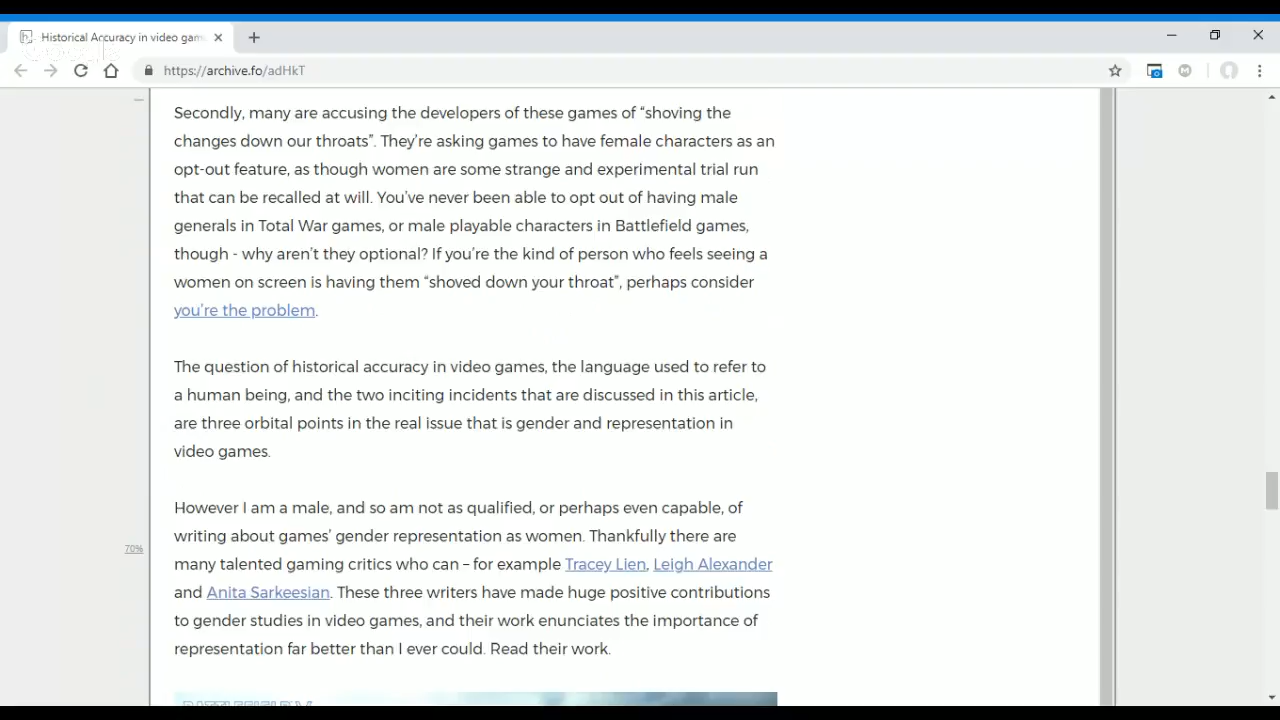 Historical Accuracy in video gam
https://archive.fo/adHkT
Secondly, many are accusing the developers of these games of “shoving the
changes down our throats”. They’re asking games to have female characters as an
opt-out feature, as though women are some strange and experimental trial run
that can be recalled at will. You’ve never been able to opt out of having male
generals in Total War games, or male playable characters in Battlefield games,
though - why aren’t they optional? If you’re the kind of person who feels seeing a
women on screen is having them “shoved down your throat”, perhaps consider
you’re the problem.
The question of historical accuracy in video games, the language used to refer to
a human being, and the two inciting incidents that are discussed in this article,
are three orbital points in the real issue that is gender and representation in
video games.
However I am a male, and so am not as qualified, or perhaps even capable, of
writing about games’ gender representation as women. Thankfully there are
70%
many talented gaming critics who can – for example Tracey Lien, Leigh Alexander
and Anita Sarkeesian. These three writers have made huge positive contributions
to gender studies in video games, and their work enunciates the importance of
representation far better than I ever could. Read their work.